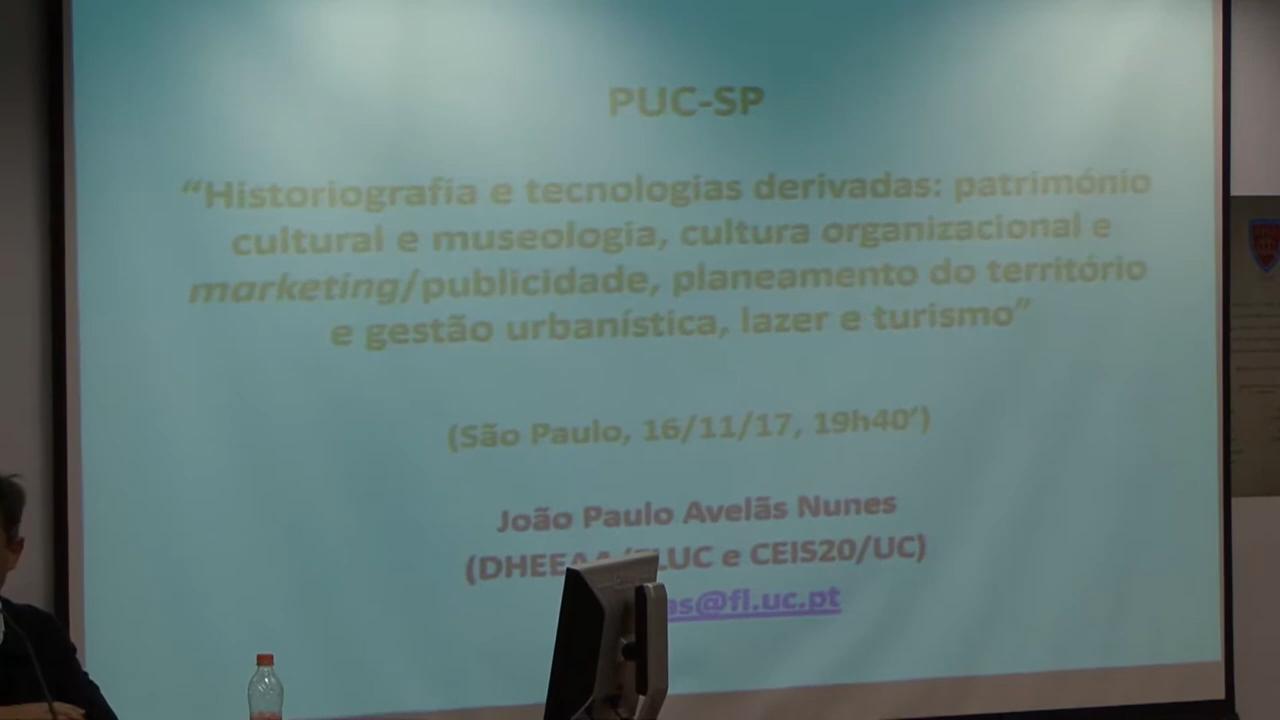 PUC-SP
“Historiografia e tecnologias derivadas: património
cultural e museologia, cultura organizacional e
marketing/publicidade, planeamento do território
e gestão urbanística, lazer e turismo”
(São Paulo, 16/11/17, 19h40’)
João Paulo Avelãs Nunes
e CEIS20/UC)
@fl.uc.pt